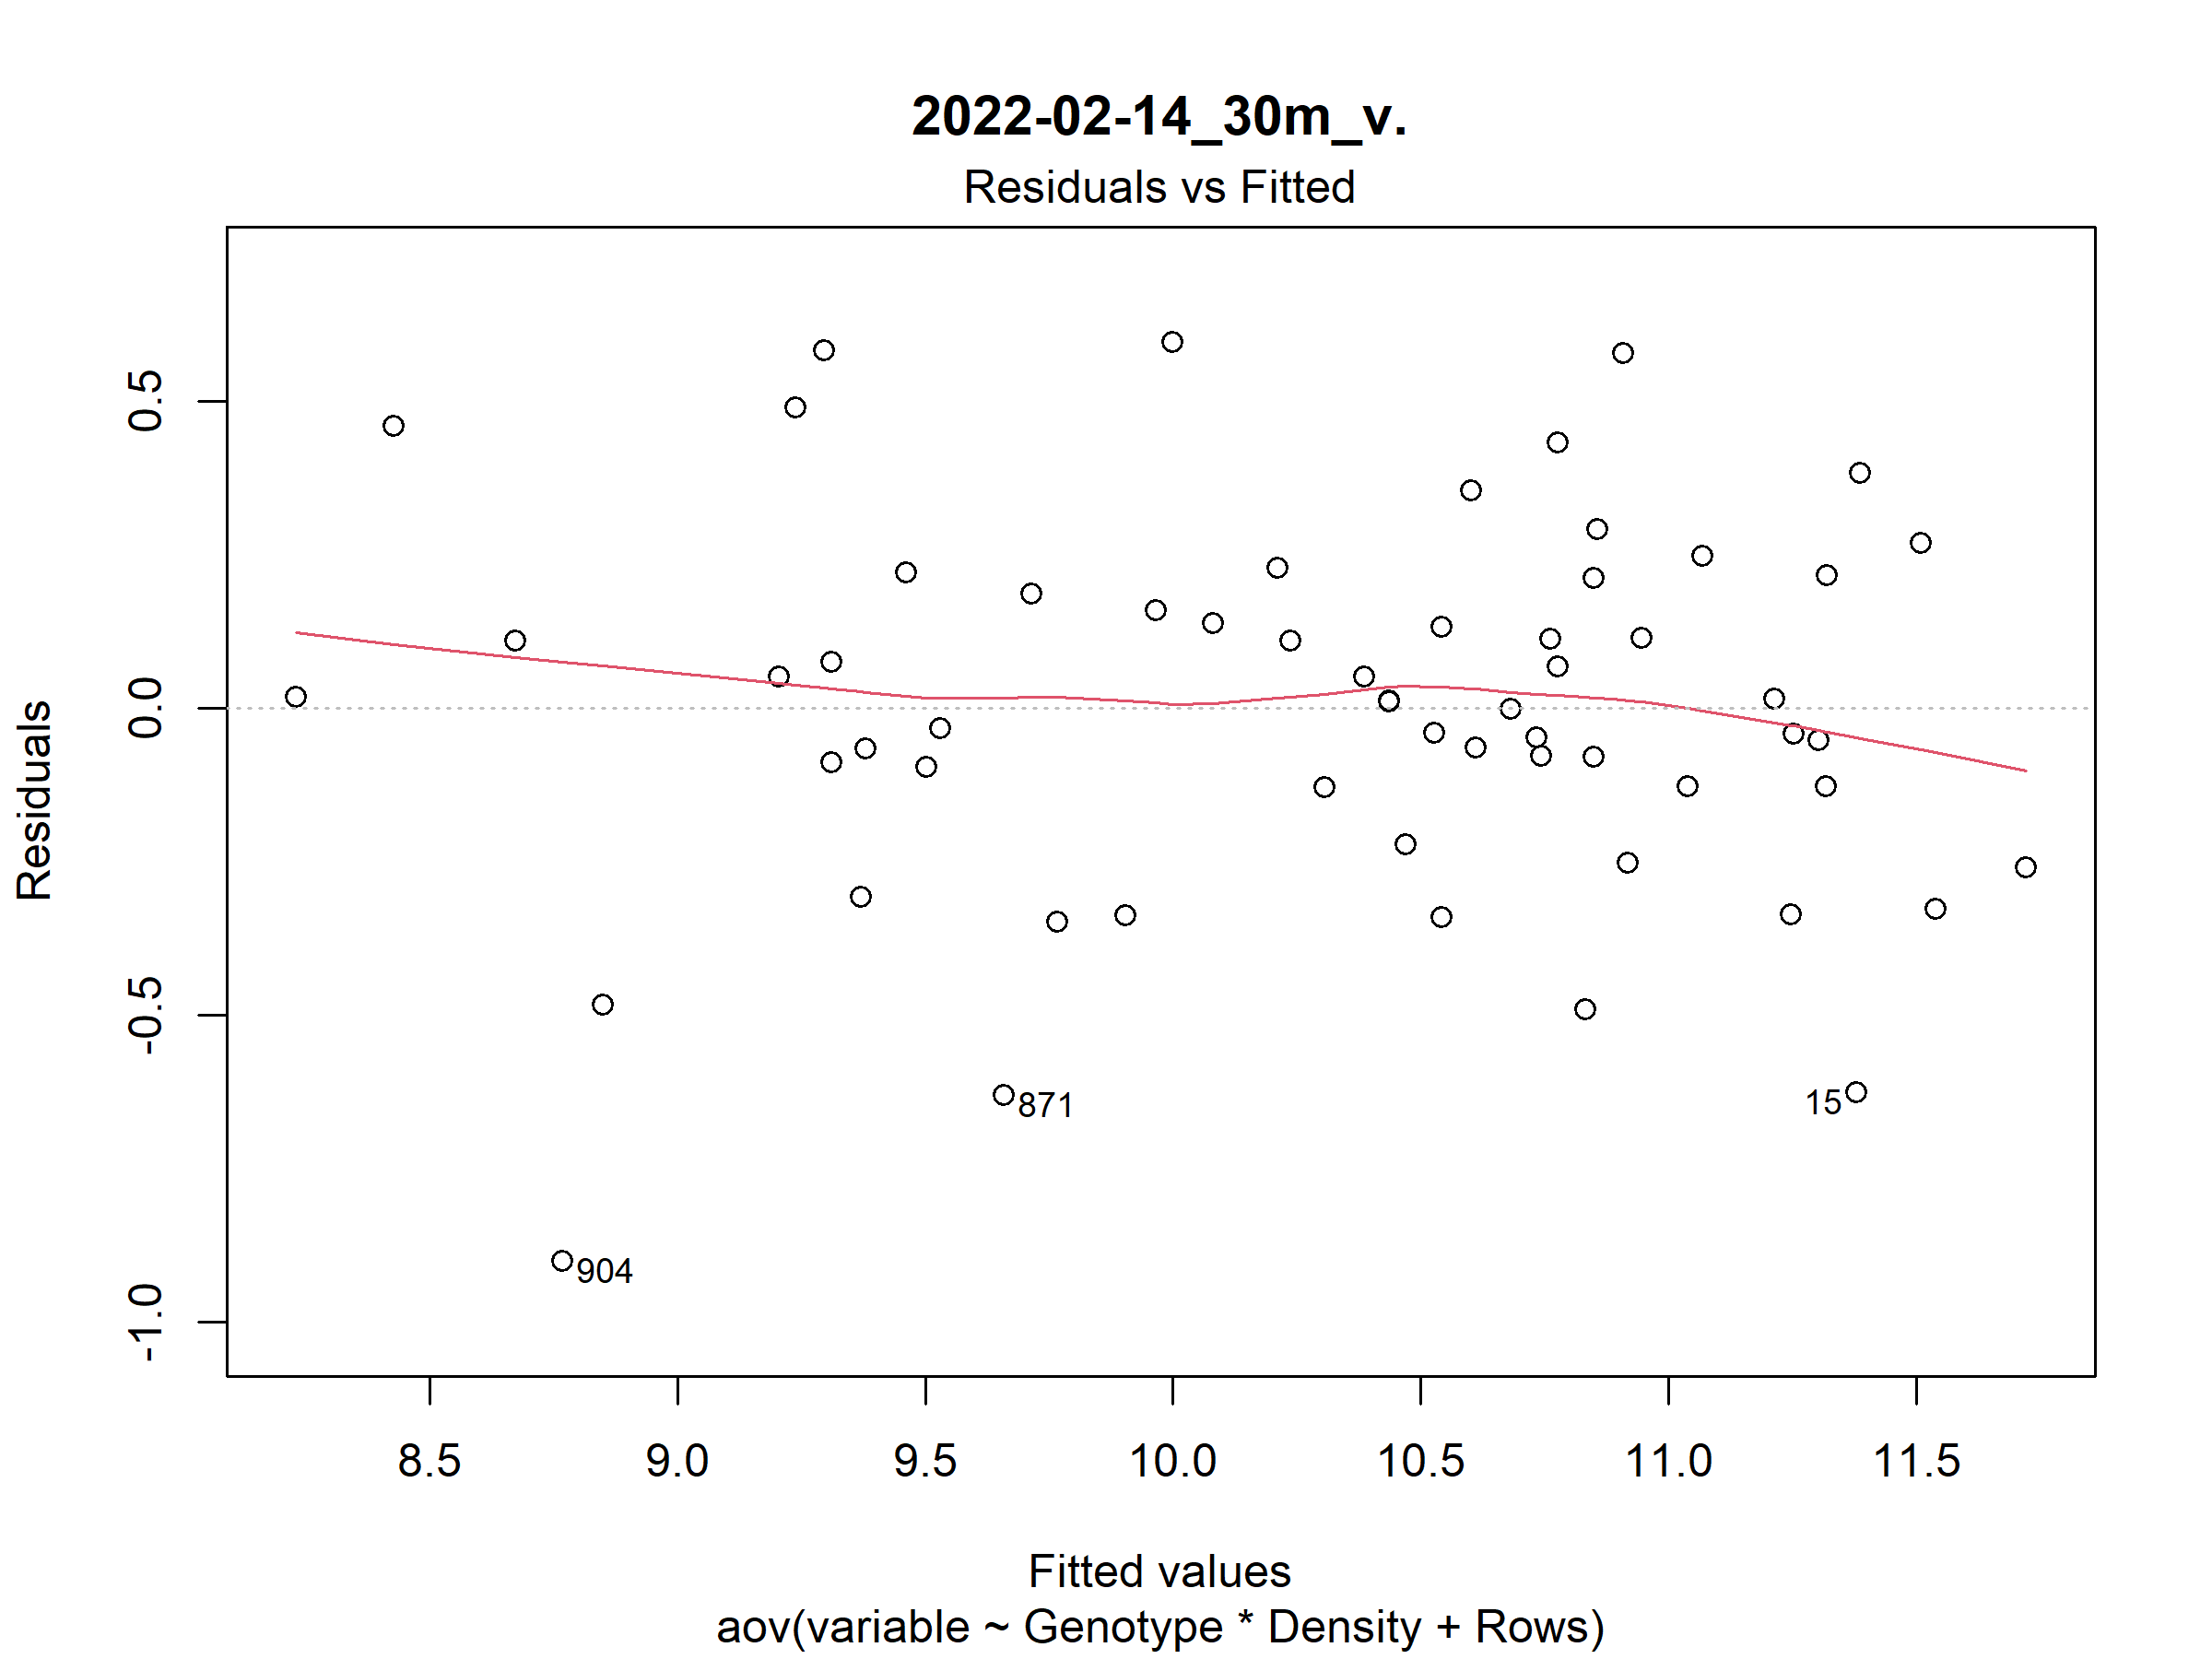 2022-02-14_30m_v.
Residuals vs Fitted
Residuals
0.5
0.0
-0.5
-1.0
871
15
904
8.5 9.0 9.5 10.0 10.5 11.0 11.5
Fitted values
aov(variable ~ Genotype * Density + Rows)